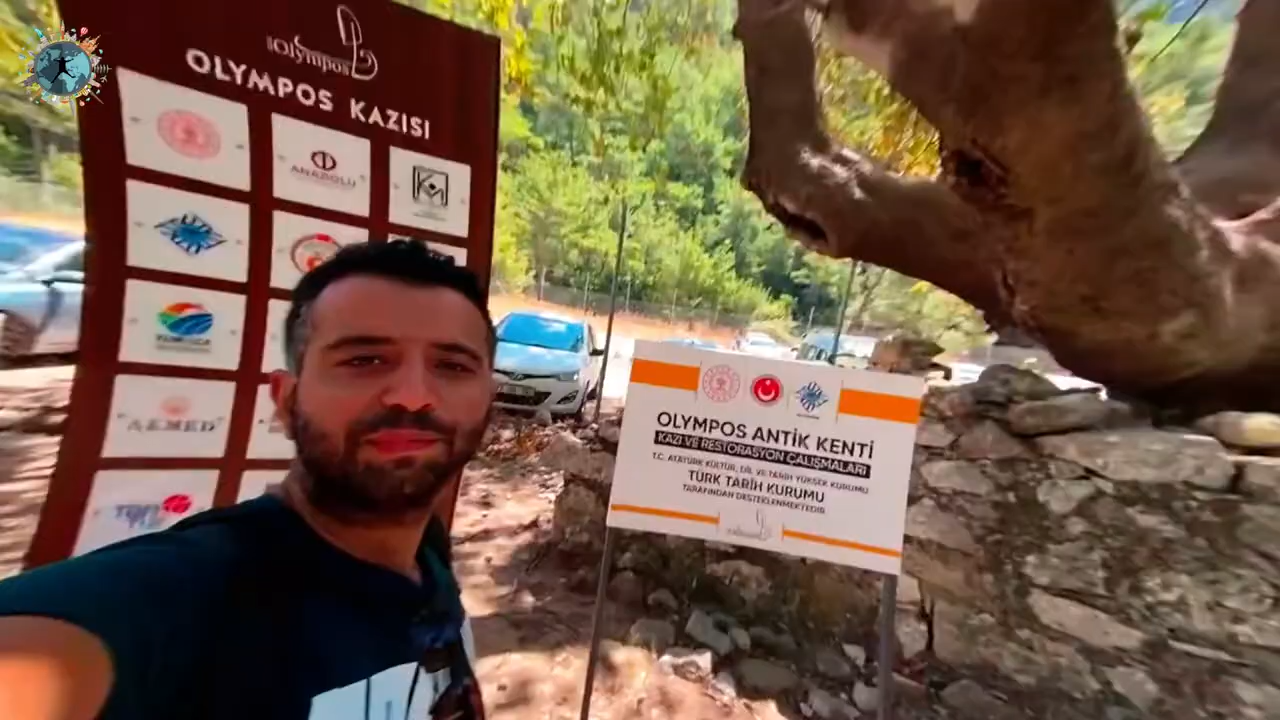 Olympos
OLYMPOS KAZISI
ANADOLU
KUMLUCA
"AKMED"
OLYMPOS ANTİK KENTİ
KAZI VE RESTORASYON ÇALIŞMALARI
T.C. ATATÜRK KÜLTÜR, DİL VE TARİH YÜKSEK KURUMU
TÜRK TARİH KURUMU
TARAFINDAN DESTEKLENMEKTEDİR